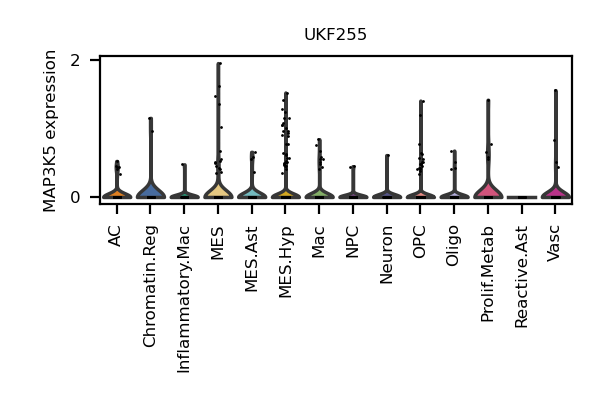 UKF255
MAP3K5 expression
2
0
AC
Chromatin.Reg
Inflammatory.Mac
MES
MES.Ast
MES.Hyp
Mac
NPC
Neuron
OPC
Oligo
Prolif.Metab
Reactive.Ast
Vasc